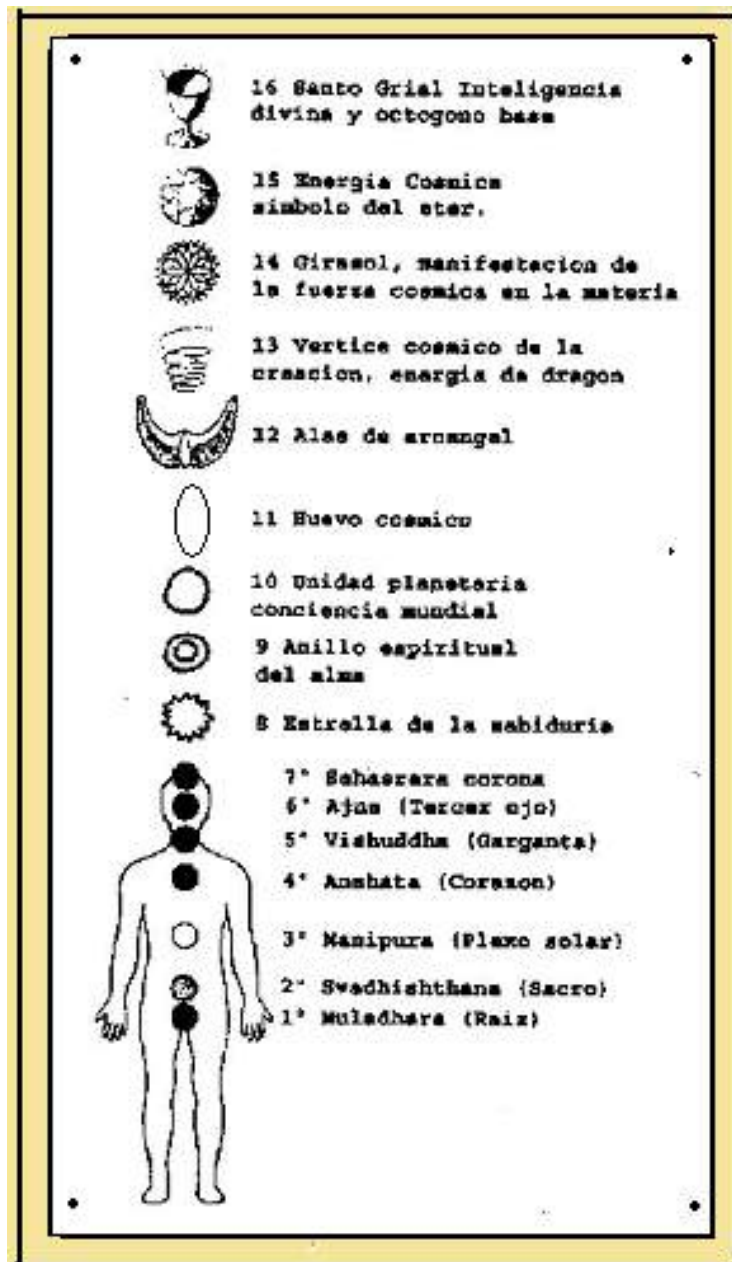 16 Santo Grial Inteligencia
divina y octogono base
15 Energia Cosmica
simbolo del eter.
14 Girasol, manifestacion de
la fuerza cosmica en la materia
13 Vertice cosmico de la
creacion, energia de dragon
12 Alas de arcangel
11 Huevo cosmico
10 Unidad planetaria
conciencia mundial
9 Anillo espiritual
del alma
8 Estrella de la sabiduria
7° Sahasrara corona
6° Ajna (Tercer ojo)
5° Vishuddha (Garganta)
4° Anahata (Corazon)
3° Manipura (Plexo solar)
2° Swadhishthana (Sacro)
1° Muladhara (Raiz)